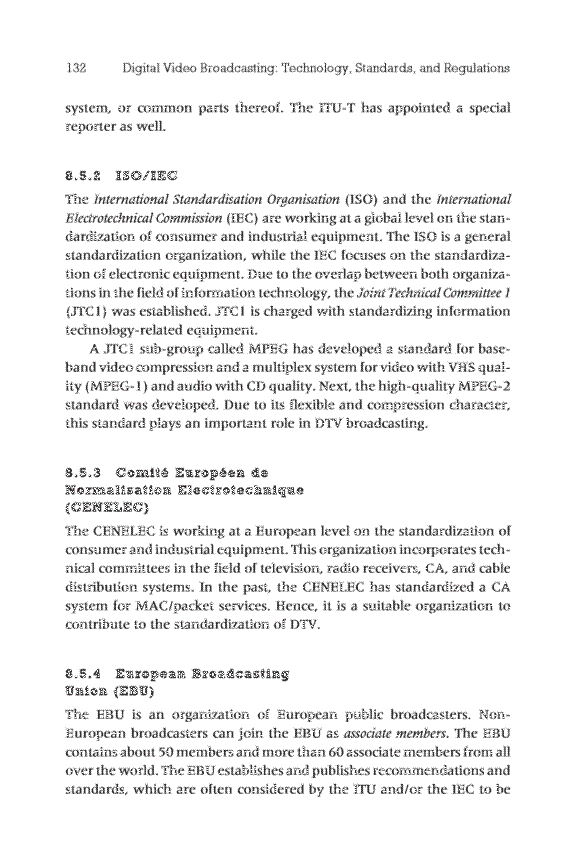 132 Digital Video Broadcasting: Technology, Standards, and Regulations
system, or common parts thereof. The ITU-T has appointed a special
reporter as well.
8.5.2 ISO/IEC
The International Standardisation Organisation (ISO) and the International
Electrotechnical Commission (IEC) are working at a global level on the stan-
dardization of consumer and industrial equipment. The ISO is a general
standardization organization, while the IEC focuses on the standardiza-
tion of electronic equipment. Due to the overlap between both organiza-
tions in the field of information technology, the Joint Technical Committee 1
(JTC1) was established. JTC1 is charged with standardizing information
technology-related equipment.
A JTC1 sub-group called MPEG has developed a standard for base-
band video compression and a multiplex system for video with VHS qual-
ity (MPEG-1) and audio with CD quality. Next, the high-quality MPEG-2
standard was developed. Due to its flexible and compression character,
this standard plays an important role in DTV broadcasting.
8.5.3 Comité Européen de
Normalisation Electrotechnique
(CENELEC)
The CENELEC is working at a European level on the standardization of
consumer and industrial equipment. This organization incorporates tech-
nical committees in the field of television, radio receivers, CA, and cable
distribution systems. In the past, the CENELEC has standardized a CA
system for MAC/packet services. Hence, it is a suitable organization to
contribute to the standardization of DTV.
8.5.4 European Broadcasting
Union (EBU)
The EBU is an organization of European public broadcasters. Non-
European broadcasters can join the EBU as associate members. The EBU
contains about 50 members and more than 60 associate members from all
over the world. The EBU establishes and publishes recommendations and
standards, which are often considered by the ITU and/or the IEC to be